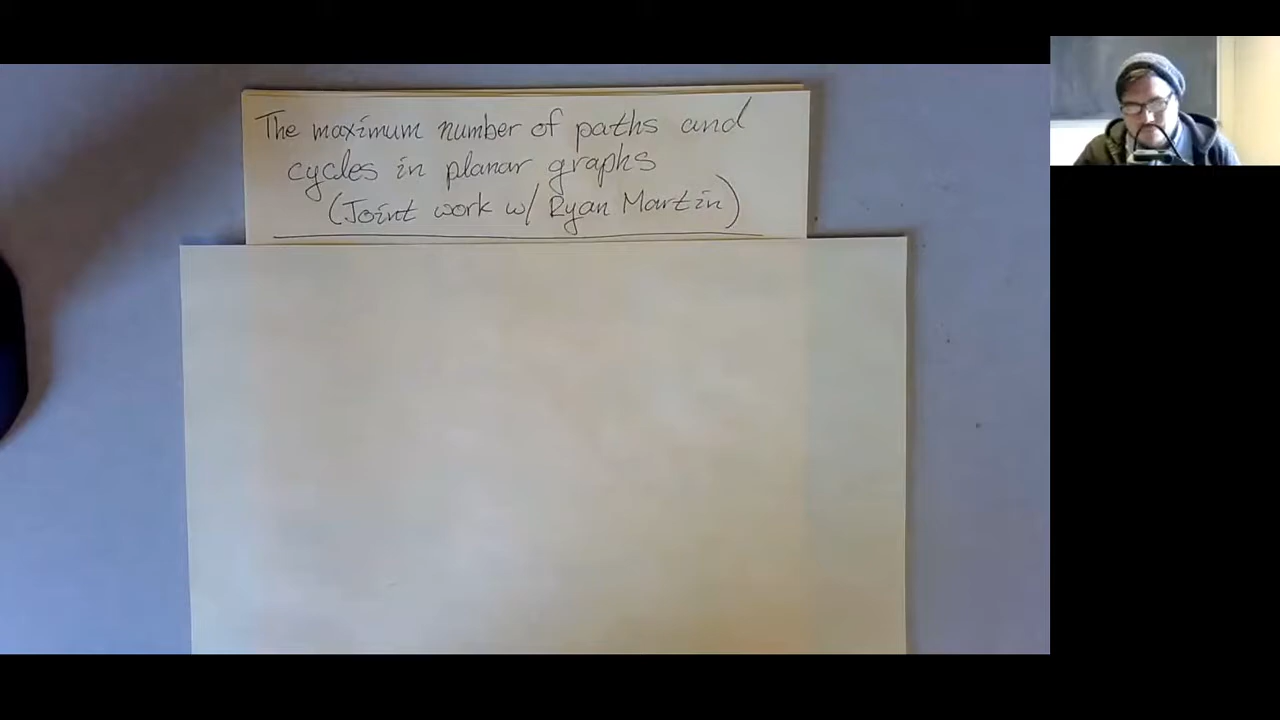 The maximum number of paths and
cycles in planar graphs
(Joint work w/ Ryan Martin)